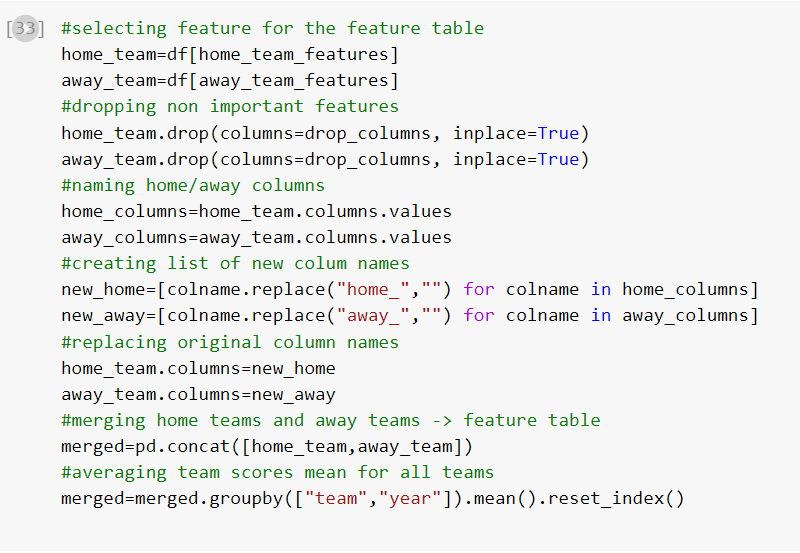 [33] #selecting feature for the feature table
home_team=df[home_team_features]
away_team=df[away_team_features]
#dropping non important features
home_team.drop(columns=drop_columns, inplace=True)
away_team.drop(columns=drop_columns, inplace=True)
#naming home/away columns
home_columns=home_team.columns.values
away_columns=away_team.columns.values
#creating list of new colum names
new_home=[colname.replace("home_","") for colname in home_columns]
new_away=[colname.replace("away_","") for colname in away_columns]
#replacing original column names
home_team.columns=new_home
away_team.columns=new_away
#merging home teams and away teams -> feature table
merged=pd.concat([home_team,away_team])
#averaging team scores mean for all teams
merged=merged.groupby(["team","year"]).mean().reset_index()